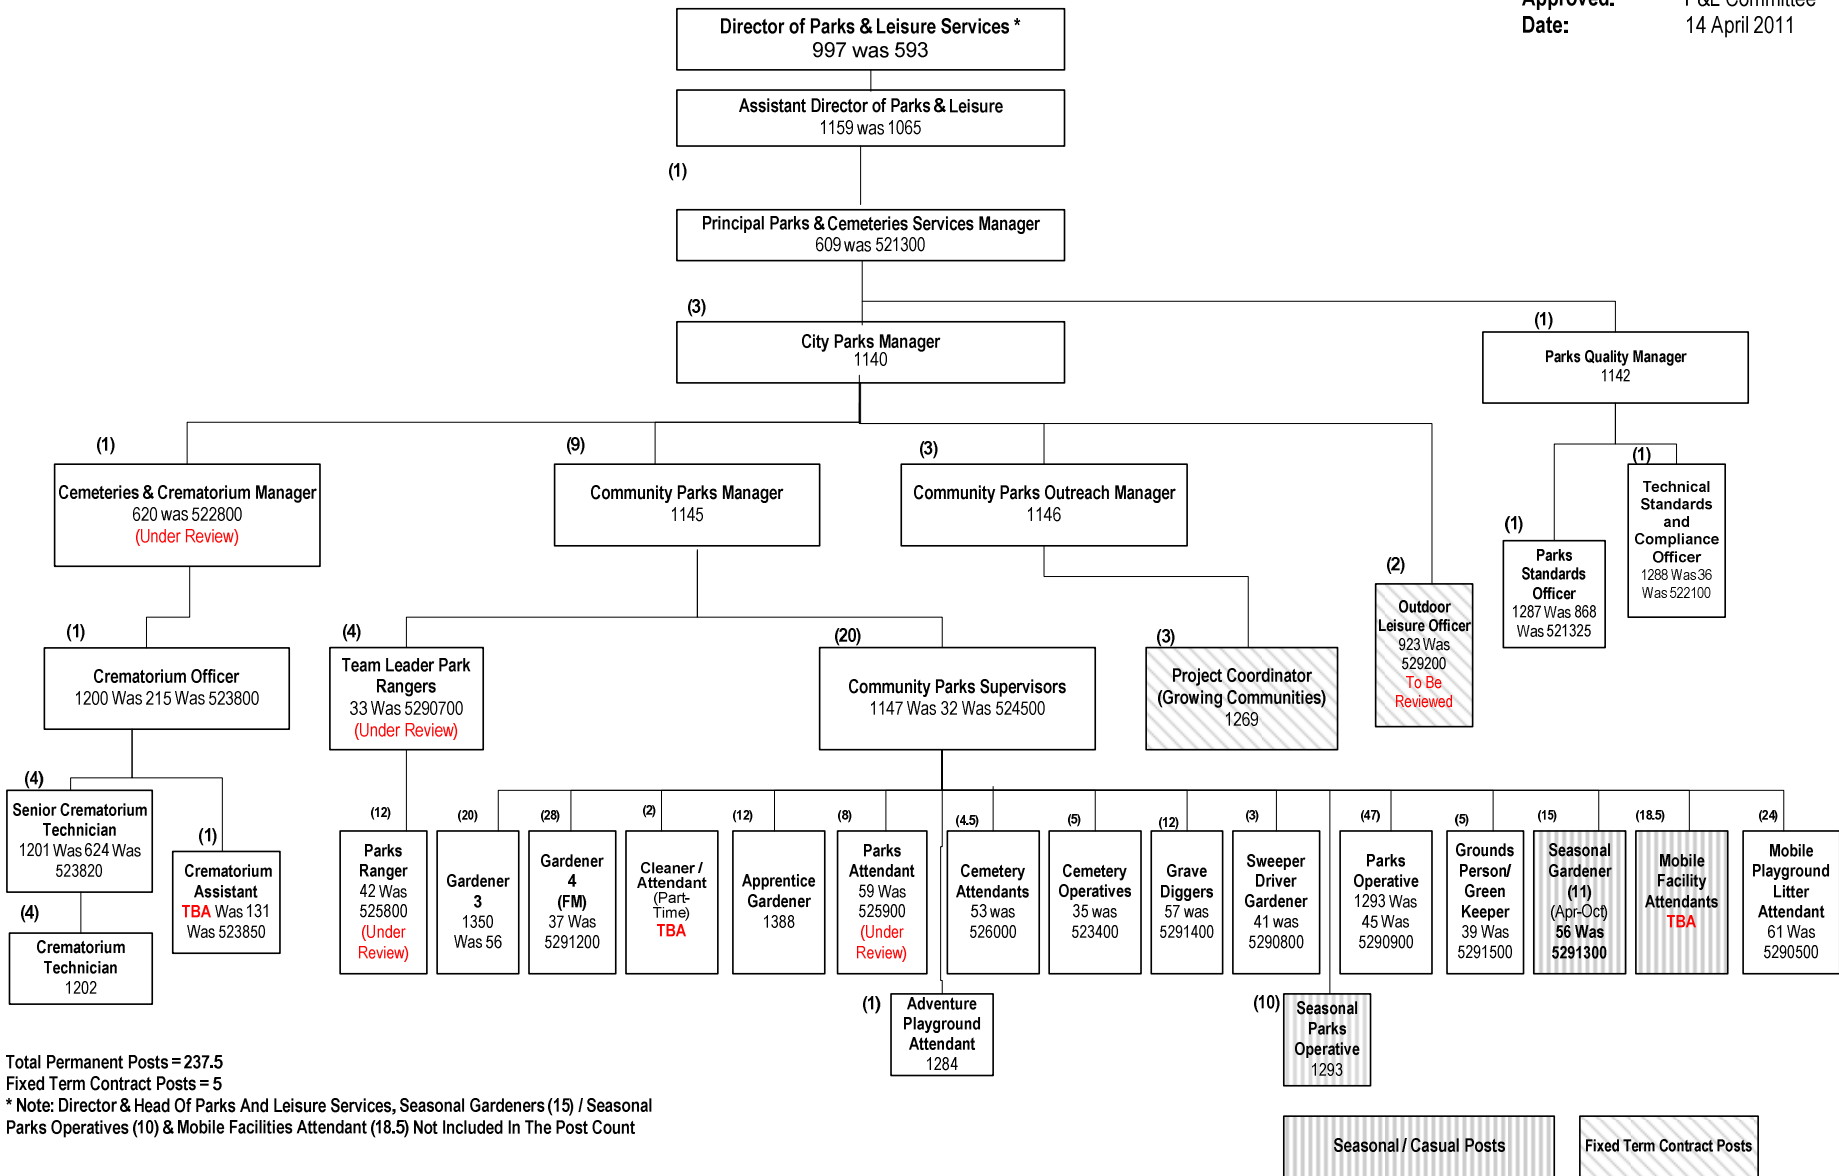 Approved: P&L Committee
Date: 14 April 2011
Director of Parks & Leisure Services *
997 was 593
Assistant Director of Parks & Leisure
1159 was 1065
(1)
Principal Parks & Cemeteries Services Manager
609 was 521300
(3)
City Parks Manager
1140
(1)
Parks Quality Manager
1142
(1)
Cemeteries & Crematorium Manager
620 was 522800
(Under Review)
(9)
Community Parks Manager
1145
(3)
Community Parks Outreach Manager
1146
(2)
Outdoor
Leisure Officer
923 Was
529200
To Be
Reviewed
(1)
Parks
Standards
Officer
1287 Was 868
Was 521325
(1)
Technical
Standards
and
Compliance
Officer
1288 Was 36
Was 522100
(1)
Crematorium Officer
1200 Was 215 Was 523800
(4)
Team Leader Park
Rangers
33 Was 5290700
(Under Review)
(20)
Community Parks Supervisors
1147 Was 32 Was 524500
(3)
Project Coordinator
(Growing Communities)
1269
(4)
Senior Crematorium
Technician
1201 Was 624 Was
523820
(1)
Crematorium
Assistant
TBA Was 131
Was 523850
(4)
Crematorium
Technician
1202
(12)
Parks
Ranger
42 Was
525800
(Under
Review)
(20)
Gardener
3
1350
Was 56
(28)
Gardener
4
(FM)
37 Was
5291200
(2)
Cleaner /
Attendant
(Part-
Time)
TBA
(12)
Apprentice
Gardener
1388
(8)
Parks
Attendant
59 Was
525900
(Under
Review)
(4.5)
Cemetery
Attendants
53 was
526000
(5)
Cemetery
Operatives
35 was
523400
(12)
Grave
Diggers
57 was
5291400
(3)
Sweeper
Driver
Gardener
41 was
5290800
(47)
Parks
Operative
1293 Was
45 Was
5290900
(5)
Grounds
Person/
Green
Keeper
39 Was
5291500
(15)
Seasonal
Gardener
(11)
(Apr-Oct)
56 Was
5291300
(18.5)
Mobile
Facility
Attendants
TBA
(24)
Mobile
Playground
Litter
Attendant
61 Was
5290500
(1)
Adventure
Playground
Attendant
1284
(10)
Seasonal
Parks
Operative
1293
Total Permanent Posts = 237.5
Fixed Term Contract Posts = 5
* Note: Director & Head Of Parks And Leisure Services, Seasonal Gardeners (15) / Seasonal
Parks Operatives (10) & Mobile Facilities Attendant (18.5) Not Included In The Post Count
Seasonal / Casual Posts
Fixed Term Contract Posts